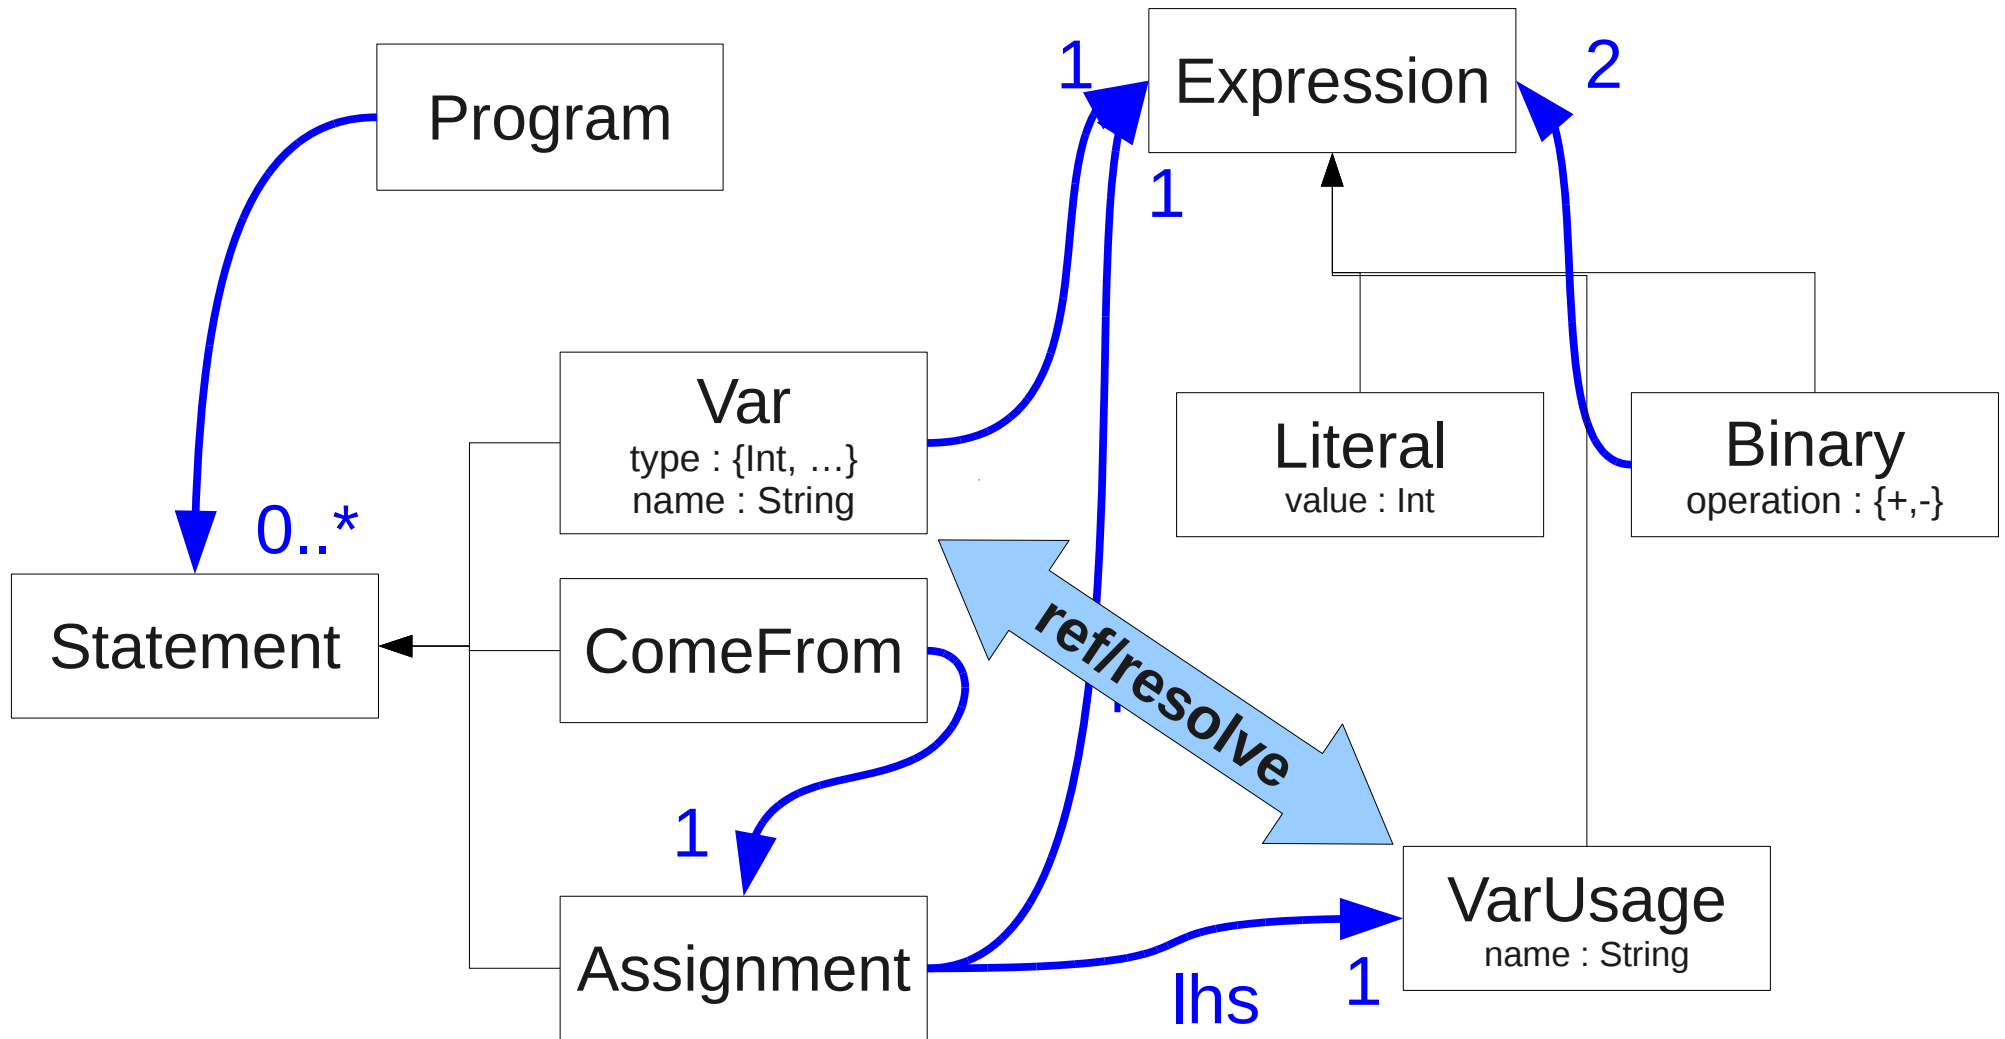 Program
1
Expression
2
1
Var
type : {Int, …}
name : String
Literal
value : Int
Binary
operation : {+,-}
0..*
Statement
ComeFrom
ref/resolve
1
Assignment
VarUsage
name : String
lhs
1